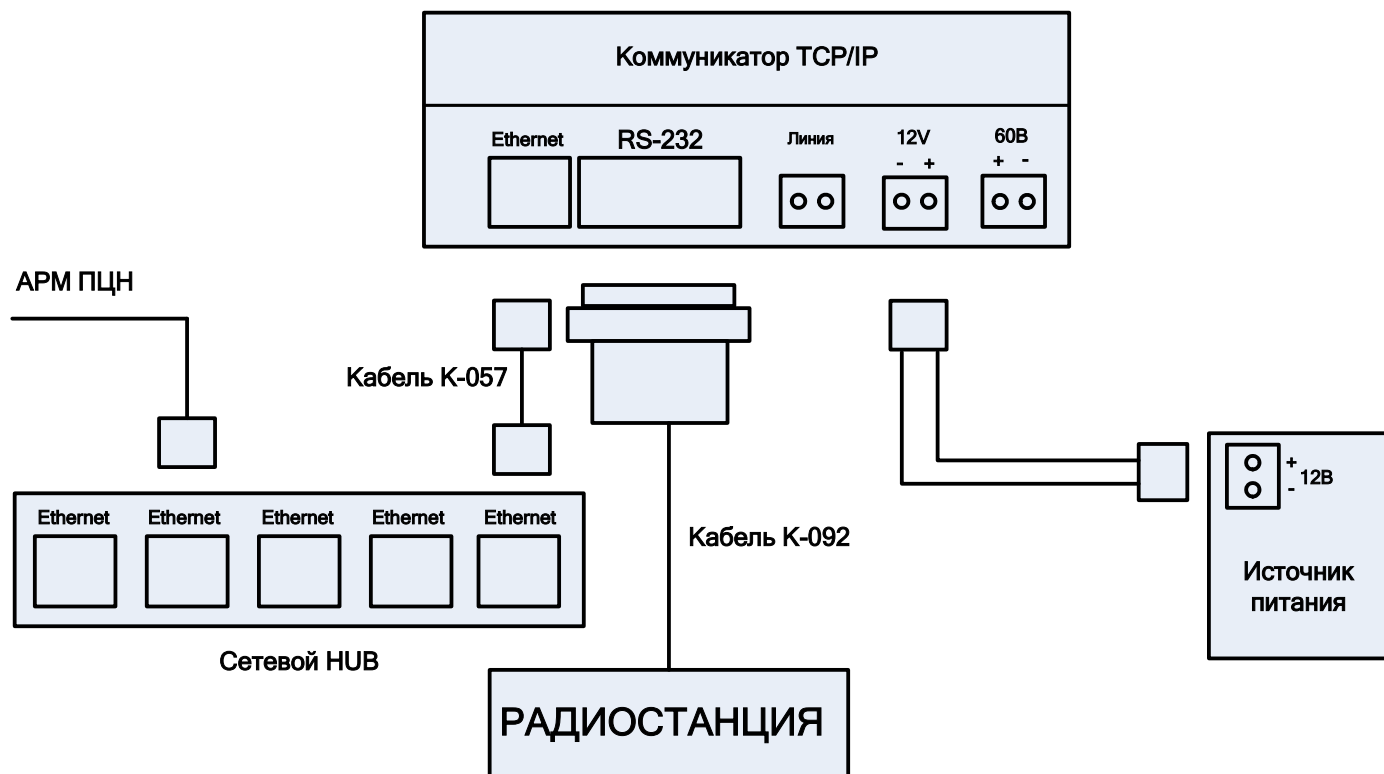 Коммуникатор TCP/IP
Ethernet
RS-232
Линия
12V
- +
60В
+ -
АРМ ПЦН
Кабель К-057
Ethernet
Ethernet
Ethernet
Ethernet
Ethernet
Сетевой HUB
Кабель К-092
+
12В
-
Источник
питания
РАДИОСТАНЦИЯ